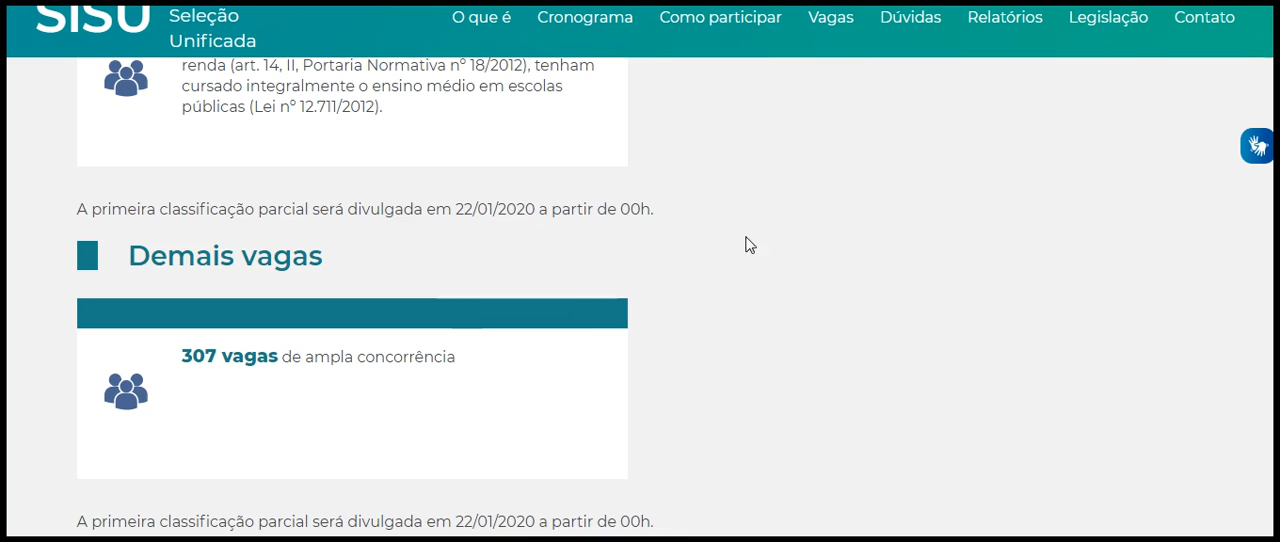 SISU
Seleção
Unificada
O que é Cronograma Como participar Vagas Dúvidas Relatórios Legislação Contato
renda (art. 14, II, Portaria Normativa nº 18/2012), tenham
cursado integralmente o ensino médio em escolas
públicas (Lei nº 12.711/2012).
A primeira classificação parcial será divulgada em 22/01/2020 a partir de 00h.
Demais vagas
307 vagas de ampla concorrência
A primeira classificação parcial será divulgada em 22/01/2020 a partir de 00h.